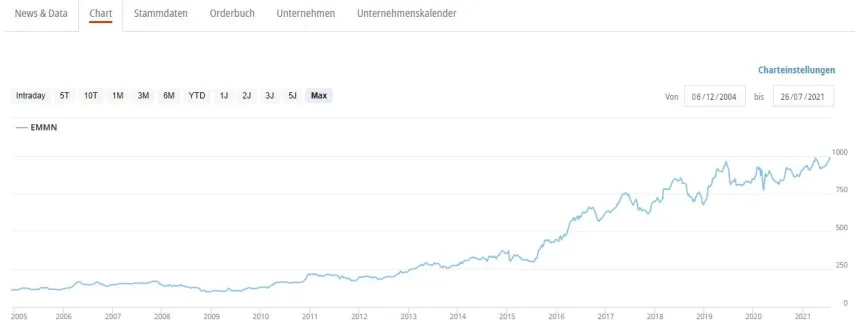 News & Data Chart Stammdaten Orderbuch Unternehmen Unternehmenskalender
Charteinstellungen
Intraday 5T 10T 1M 3M 6M YTD 1J 2J 3J 5J Max Von 06/12/2004 bis 26/07/2021
EMMN
1000
750
500
250
0
2005 2006 2007 2008 2009 2010 2011 2012 2013 2014 2015 2016 2017 2018 2019 2020 2021